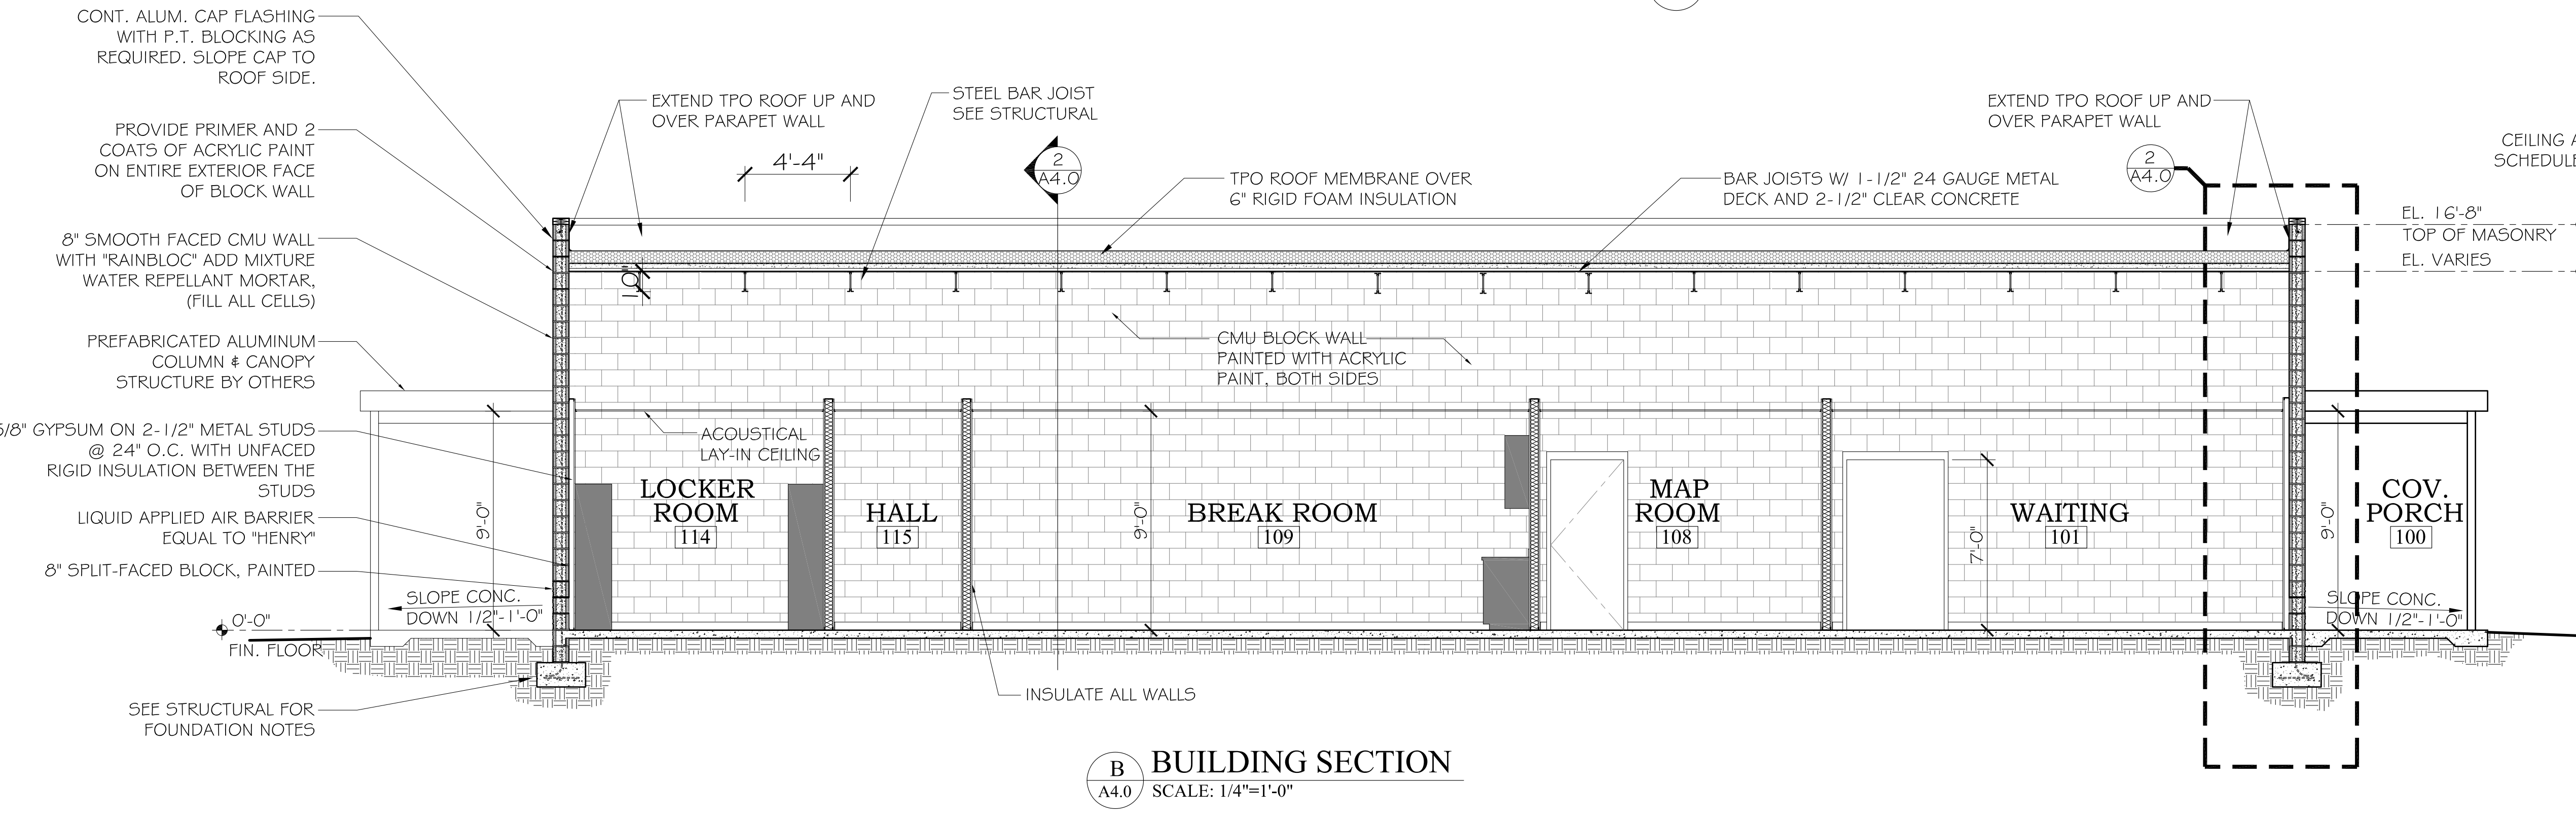 CONT. ALUM. CAP FLASHING
WITH P.T. BLOCKING AS
REQUIRED. SLOPE CAP TO
ROOF SIDE.
PROVIDE PRIMER AND 2
COATS OF ACRYLIC PAINT
ON ENTIRE EXTERIOR FACE
OF BLOCK WALL
8" SMOOTH FACED CMU WALL
WITH "RAINBLOC" ADD MIXTURE
WATER REPELLANT MORTAR,
(FILL ALL CELLS)
PREFABRICATED ALUMINUM
COLUMN & CANOPY
STRUCTURE BY OTHERS
5/8" GYPSUM ON 2-1/2" METAL STUDS
@ 24" O.C. WITH UNFACED
RIGID INSULATION BETWEEN THE
STUDS
LIQUID APPLIED AIR BARRIER
EQUAL TO "HENRY"
8" SPLIT-FACED BLOCK, PAINTED
SLOPE CONC.
DOWN 1/2"-1'-0"
0'-0"
FIN. FLOOR
SEE STRUCTURAL FOR
FOUNDATION NOTES
EXTEND TPO ROOF UP AND
OVER PARAPET WALL
4'-4"
STEEL BAR JOIST
SEE STRUCTURAL
2
A4.0
TPO ROOF MEMBRANE OVER
6" RIGID FOAM INSULATION
BAR JOISTS W/ 1-1/2" 24 GAUGE METAL
DECK AND 2-1/2" CLEAR CONCRETE
EXTEND TPO ROOF UP AND
OVER PARAPET WALL
2
A4.0
CEILING A
SCHEDULE
EL. 16'-8"
TOP OF MASONRY
EL. VARIES
10"
CMU BLOCK WALL
PAINTED WITH ACRYLIC
PAINT, BOTH SIDES
ACOUSTICAL
LAY-IN CEILING
9'-0"
LOCKER
ROOM
114
HALL
115
9'-0"
BREAK ROOM
109
MAP
ROOM
108
7'-0"
WAITING
101
9'-0"
COV.
PORCH
100
SLOPE CONC.
DOWN 1/2"-1'-0"
INSULATE ALL WALLS
B
A4.0
BUILDING SECTION
SCALE: 1/4"=1'-0"